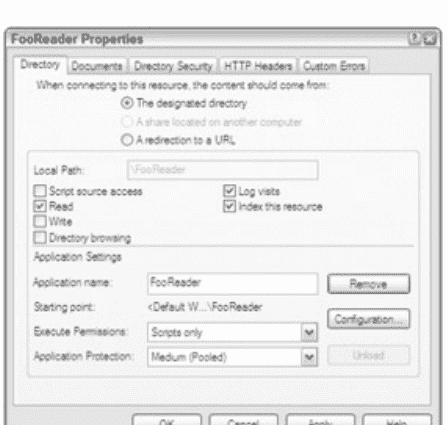 FooReader Properties
Directory Documents Directory Security HTTP Headers Custom Errors
When connecting to this resource, the content should come from:
The designated directory
A share located on another computer
A redirection to a URL
Local Path: \FooReader
Script source access Log visits
Read Index this resource
Write
Directory browsing
Application Settings
Application name: FooReader Remove
Starting point: <Default W...\FooReader
Configuration...
Execute Permissions: Scripts only
Application Protection: Medium (Pooled) Unload
OK Cancel Apply Help